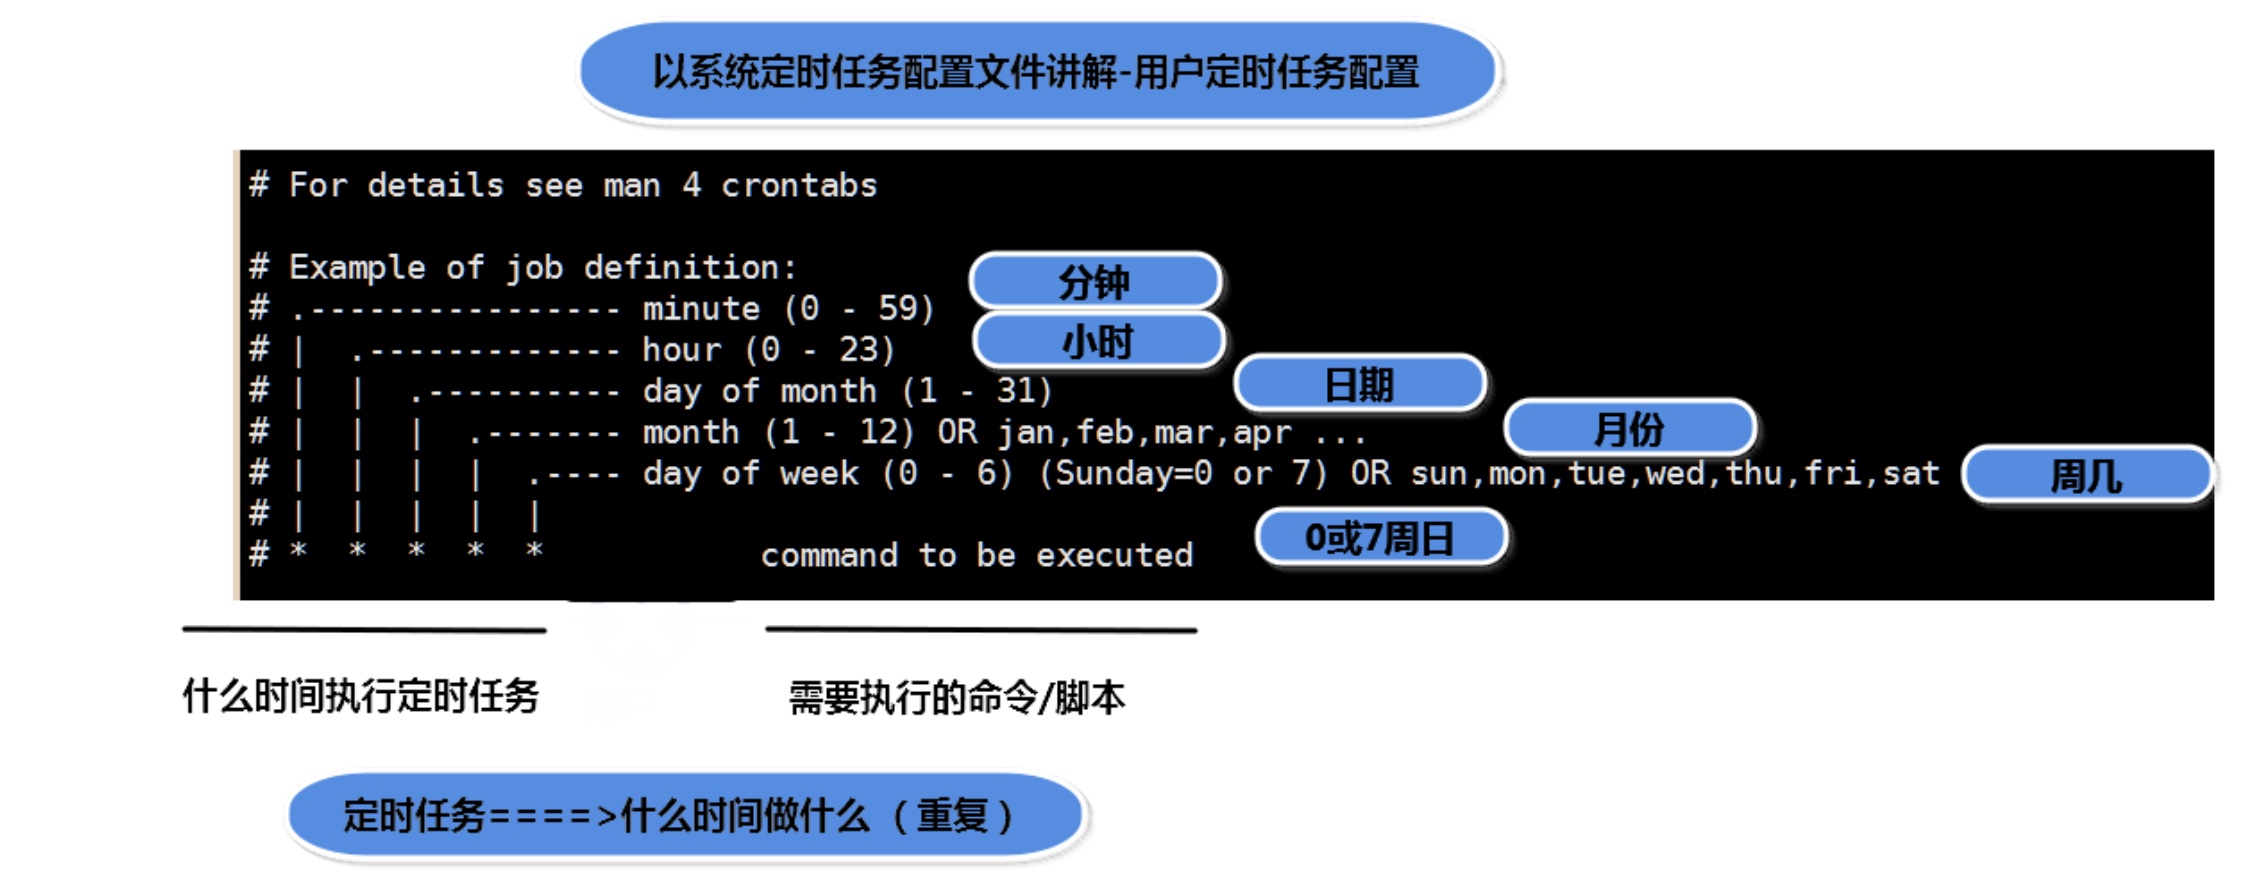 以系统定时任务配置文件讲解-用户定时任务配置
# For details see man 4 crontabs
# Example of job definition:
分钟
# .---------------- minute (0 - 59)
小时
# |  .------------- hour (0 - 23)
日期
# |  |  .---------- day of month (1 - 31)
月份
# |  |  |  .------- month (1 - 12) OR jan,feb,mar,apr ...
# |  |  |  |  .---- day of week (0 - 6) (Sunday=0 or 7) OR sun,mon,tue,wed,thu,fri,sat 周几
# |  |  |  |  |
0或7周日
# *  *  *  *  *           command to be executed
什么时间执行定时任务 需要执行的命令/脚本
定时任务====>什么时间做什么（重复）